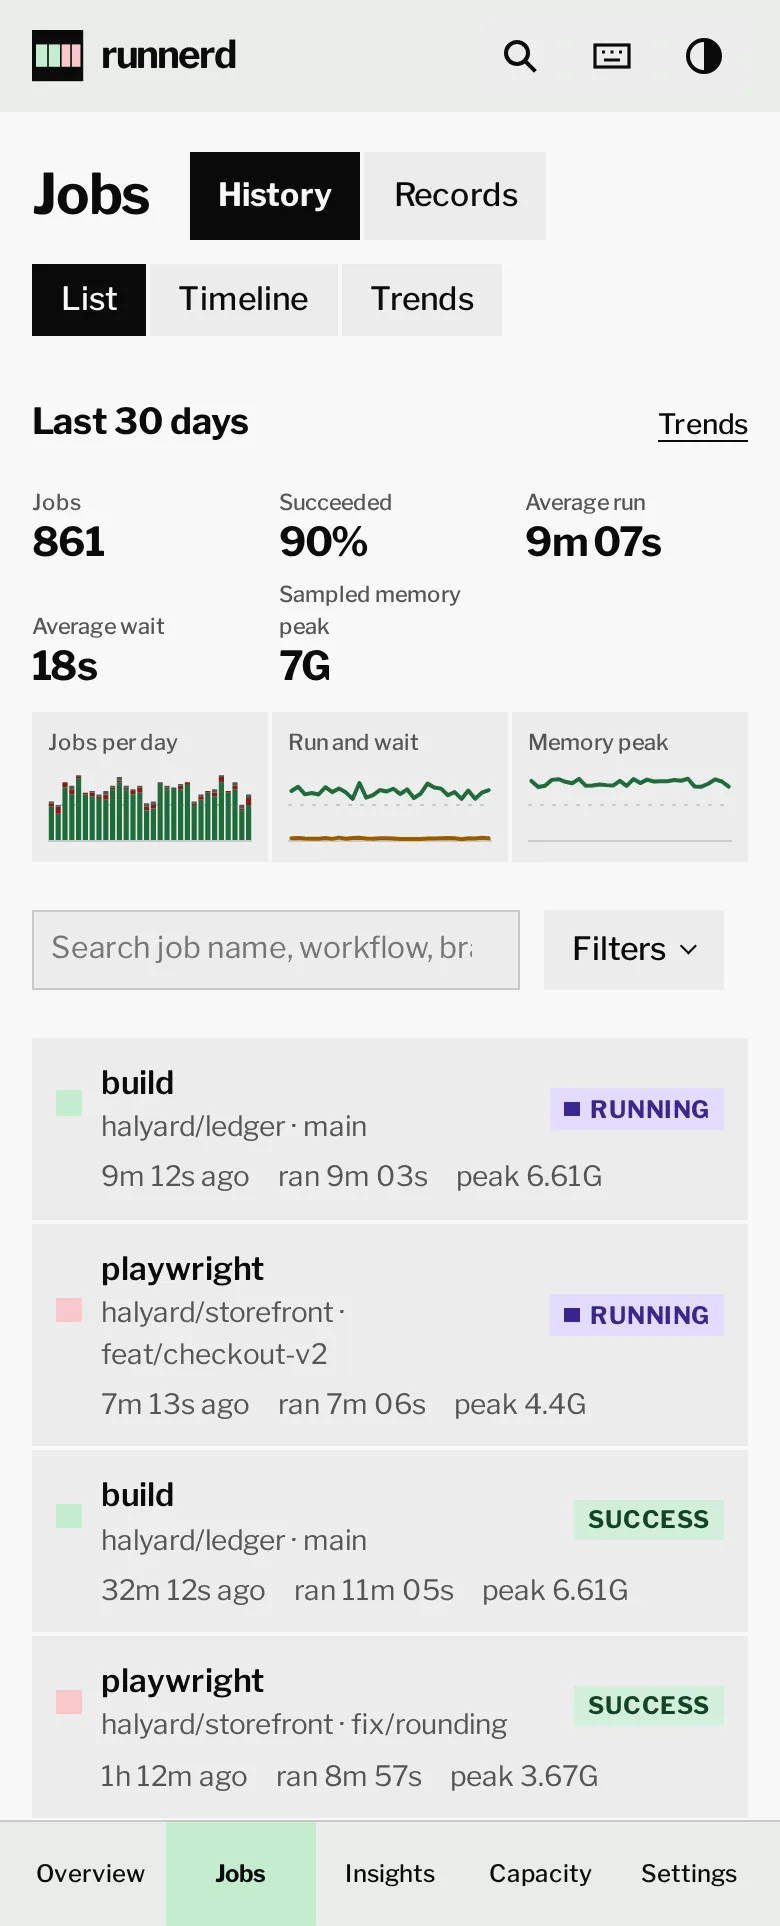 runnerd
Jobs
History
Records
List
Timeline
Trends
Last 30 days
Trends
Jobs
861
Succeeded
90%
Average run
9m 07s
Average wait
18s
Sampled memory
peak
7G
Jobs per day
Run and wait
Memory peak
Search job name, workflow, bra
Filters
build
halyard/ledger · main
RUNNING
9m 12s ago ran 9m 03s peak 6.61G
playwright
halyard/storefront ·
feat/checkout-v2
RUNNING
7m 13s ago ran 7m 06s peak 4.4G
build
halyard/ledger · main
SUCCESS
32m 12s ago ran 11m 05s peak 6.61G
playwright
halyard/storefront · fix/rounding
SUCCESS
1h 12m ago ran 8m 57s peak 3.67G
Overview
Jobs
Insights
Capacity
Settings